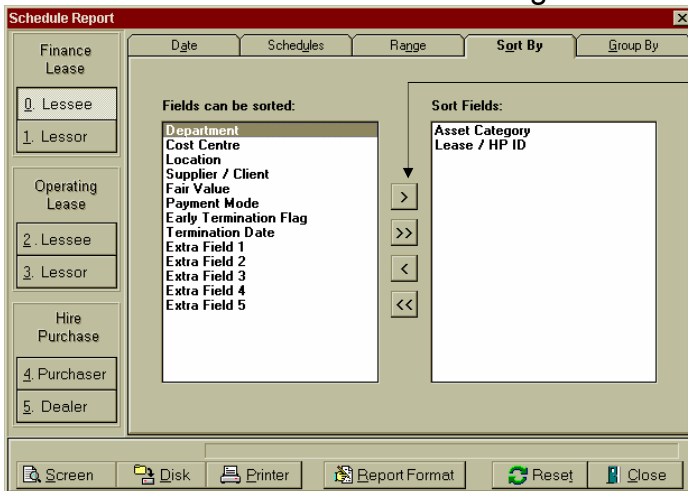 Schedule Report
Finance
Lease
0. Lessee
1. Lessor
Operating
Lease
2. Lessee
3. Lessor
Hire
Purchase
4. Purchaser
5. Dealer
Date
Schedules
Range
Sort By
Group By
Fields can be sorted:
Department
Cost Centre
Location
Supplier / Client
Fair Value
Payment Mode
Early Termination Flag
Termination Date
Extra Field 1
Extra Field 2
Extra Field 3
Extra Field 4
Extra Field 5
>
>>
<
<<
Sort Fields:
Asset Category
Lease / HP ID
Screen
Disk
Printer
Report Format
Reset
Close